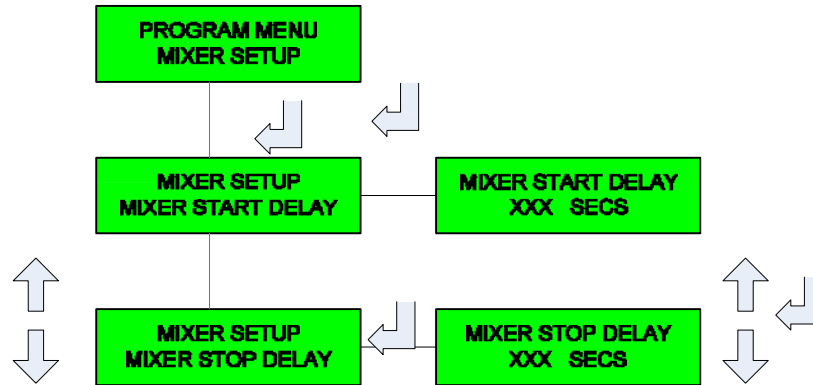 PROGRAM MENU
MIXER SETUP
MIXER SETUP
MIXER START DELAY
MIXER START DELAY
XXX SECS
MIXER SETUP
MIXER STOP DELAY
MIXER STOP DELAY
XXX SECS